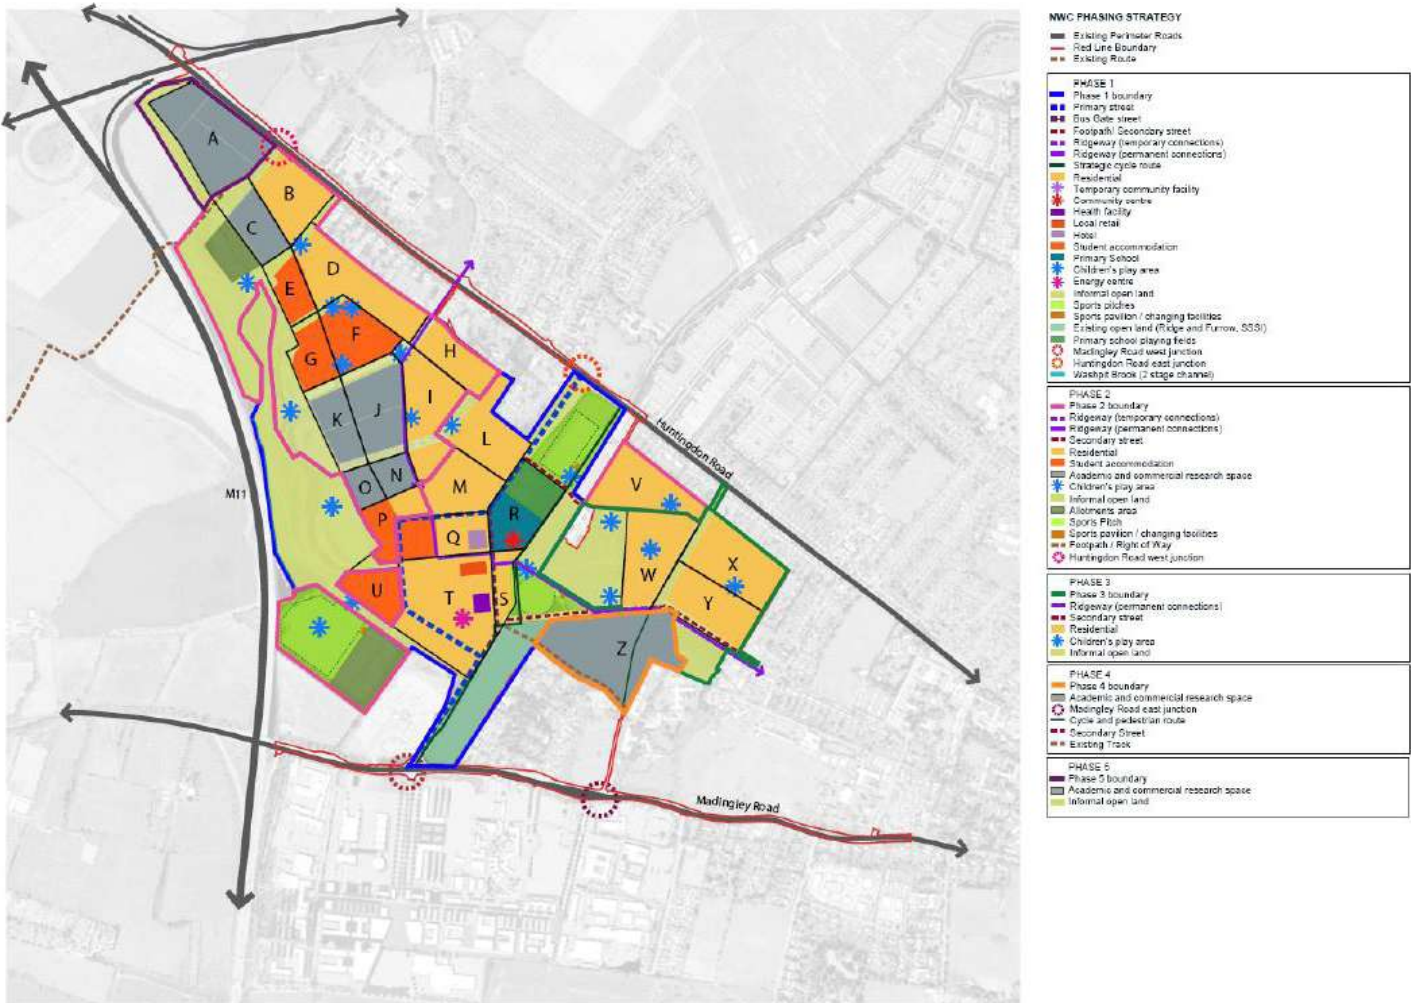 NWC PHASING STRATEGY
Existing Perimeter Roads
Red Line Boundary
Existing Route
PHASE 1
Phase 1 boundary
Primary street
Bus Gate street
Footpath/ Secondary street
Ridgeway (temporary connections)
Ridgeway (permanent connections)
Strategic cycle route
Residential
Temporary community facility
Community centre
Health facility
Local retail
Hotel
Student accommodation
Primary School
Children's play area
Energy centre
Informal open land
Sports pitches
Sports pavilion / changing facilities
Existing open land (Ridge and Furrow, SSSI)
Primary school playing fields
Madingley Road west junction
Huntingdon Road east junction
Washpit Brook (2 stage channel)
PHASE 2
Phase 2 boundary
Ridgeway (temporary connections)
Ridgeway (permanent connections)
Secondary street
Residential
Student accommodation
Academic and commercial research space
Children's play area
Informal open land
Allotments area
Sports Pitch
Sports pavilion / changing facilities
Footpath / Right of Way
Huntingdon Road west junction
PHASE 3
Phase 3 boundary
Ridgeway (permanent connections)
Secondary street
Residential
Children's play area
Informal open land
PHASE 4
Phase 4 boundary
Academic and commercial research space
Madingley Road east junction
Cycle and pedestrian route
Secondary Street
Existing Track
PHASE 5
Phase 5 boundary
Academic and commercial research space
Informal open land
A
B
C
D
E
F
G
H
I
J
K
L
M
N
O
P
Q
R
S
T
U
V
W
X
Y
Z
M11
Huntingdon Road
Madingley Road